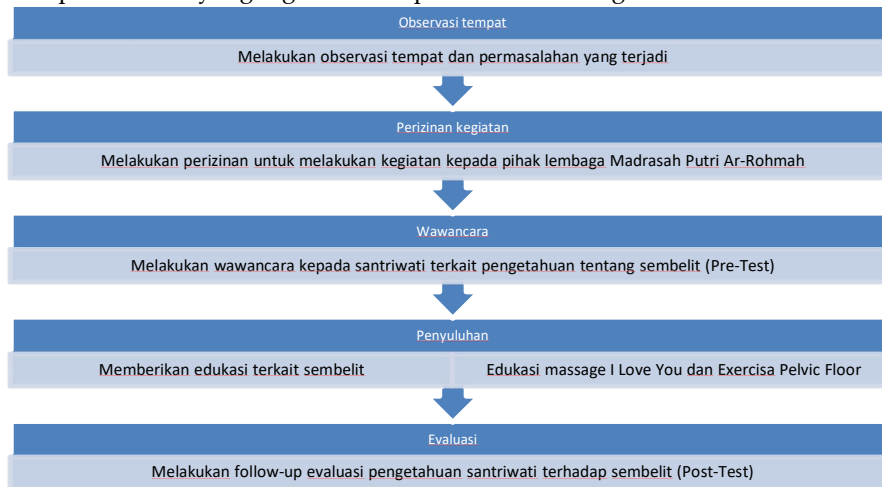 Observasi tempat
Melakukan observasi tempat dan permasalahan yang terjadi
Perizinan kegiatan
Melakukan perizinan untuk melakukan kegiatan kepada pihak lembaga Madrasah Putri Ar-Rohmah
Wawancara
Melakukan wawancara kepada santriwati terkait pengetahuan tentang sembelit (Pre-Test)
Penyuluhan
Memberikan edukasi terkait sembelit
Edukasi massage I Love You dan Exercisa Pelvic Floor
Evaluasi
Melakukan follow-up evaluasi pengetahuan santriwati terhadap sembelit (Post-Test)